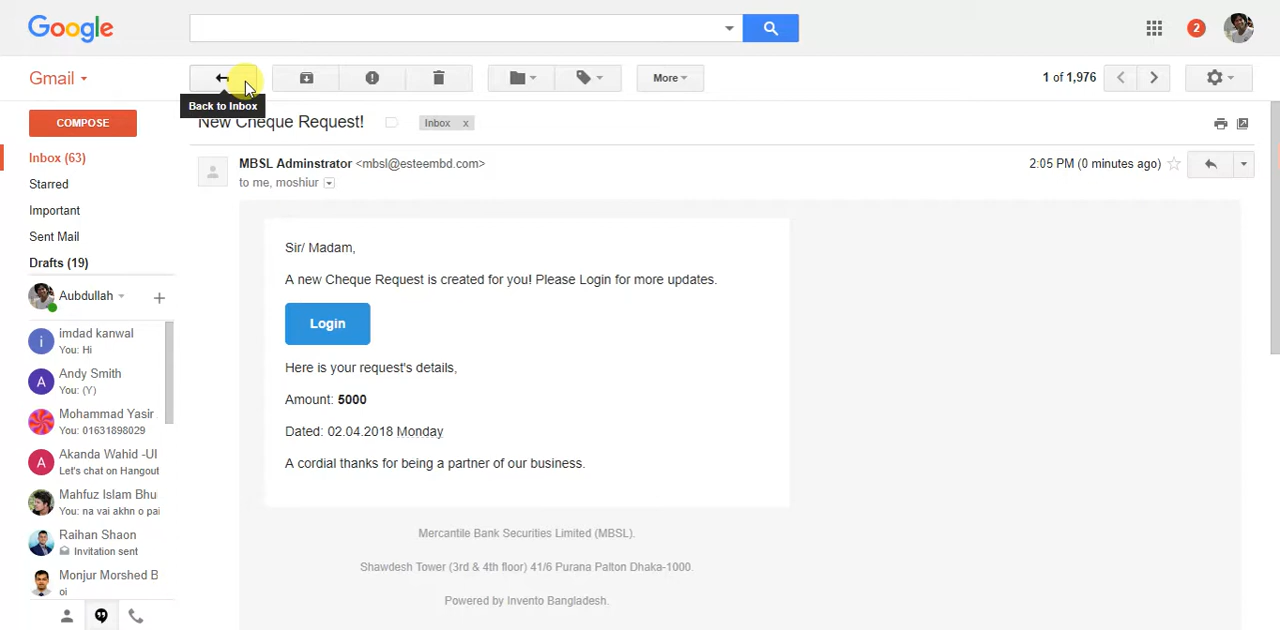 Google
2
Gmail
More
1 of 1,976
Back to Inbox
COMPOSE
New Cheque Request!
Inbox x
Inbox (63)
MBSL Adminstrator <mbsl@esteembd.com>
2:05 PM (0 minutes ago)
to me, moshiur
Starred
Important
Sent Mail
Drafts (19)
Sir/ Madam,
A new Cheque Request is created for you! Please Login for more updates.
Login
Here is your request's details,
Amount: 5000
Dated: 02.04.2018 Monday
A cordial thanks for being a partner of our business.
Mercantile Bank Securities Limited (MBSL).
Shawdesh Tower (3rd & 4th floor) 41/6 Purana Palton Dhaka-1000.
Powered by Invento Bangladesh.
Aubdullah
i
imdad kanwal
You: Hi
A
Andy Smith
You: (Y)
Mohammad Yasir
You: 01631898029
A
Akanda Wahid -UI
Let's chat on Hangout
Mahfuz Islam Bhu
You: na vai akhn o pai
Raihan Shaon
Invitation sent
Monjur Morshed B
oi